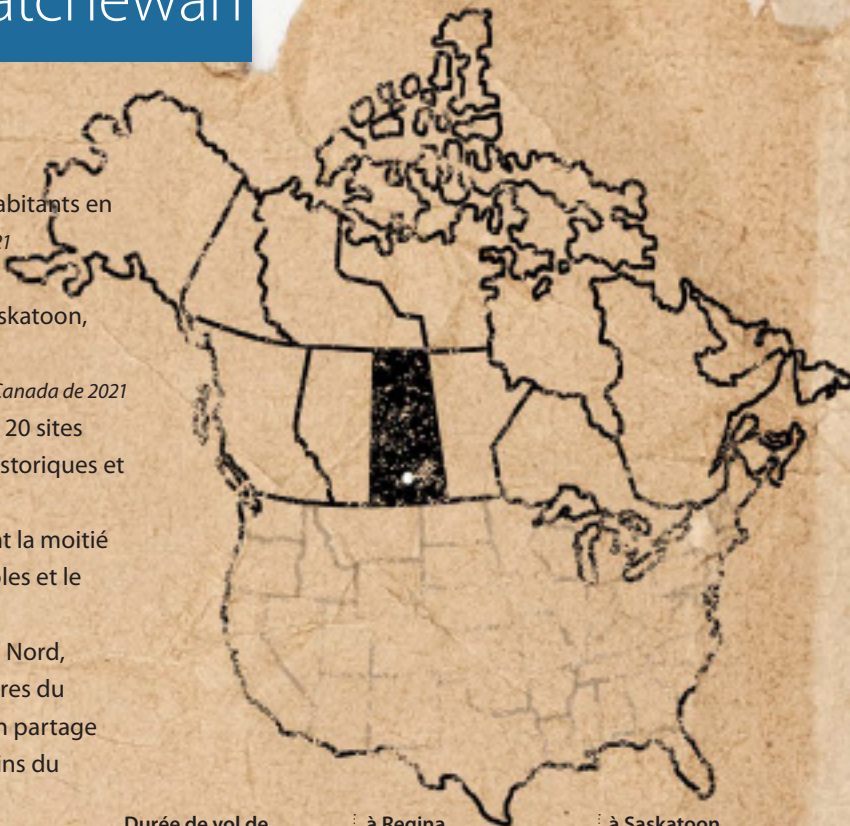 atchewan
abitants en
21
skatoon,
Canada de 2021
20 sites
storiques et
t la moitié
les et le
Nord,
res du
n partage
ins du
Durée de vol de
à Regina
à Saskatoon